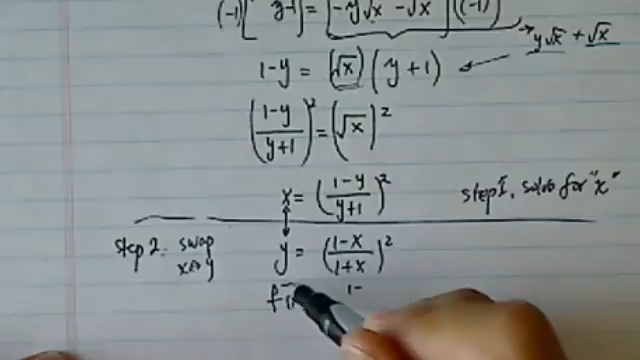 (-1)[ y-1] = [-y√x - √x](-1)
→ y√x + √x
1-y = (√x)(y+1)
((1-y)/(y+1))² = (√x)²
x = ((1-y)/(y+1))² step I. solve for "x"
step 2. swap x↔y
y = ((1-x)/(1+x))²
1-